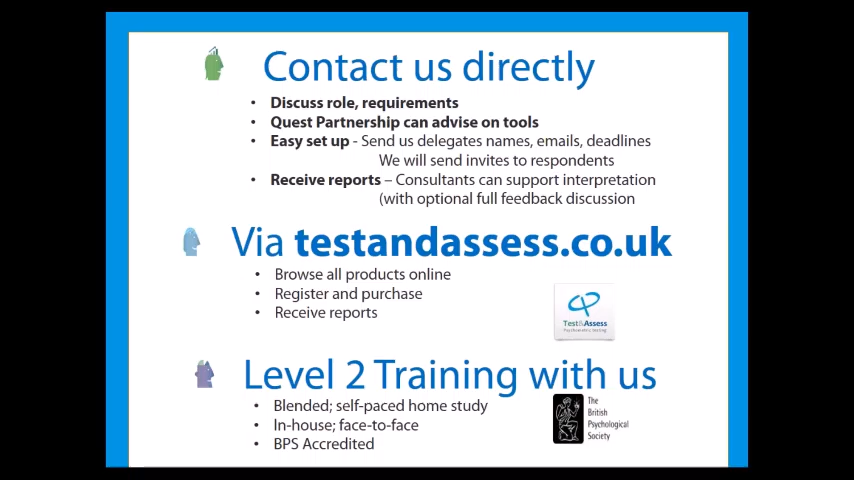 Contact us directly
• Discuss role, requirements
• Quest Partnership can advise on tools
• Easy set up - Send us delegates names, emails, deadlines
We will send invites to respondents
• Receive reports – Consultants can support interpretation
(with optional full feedback discussion
Via testandassess.co.uk
• Browse all products online
• Register and purchase
• Receive reports
Test&Assess
Psychometric testing
Level 2 Training with us
• Blended; self-paced home study
• In-house; face-to-face
• BPS Accredited
The
British
Psychological
Society